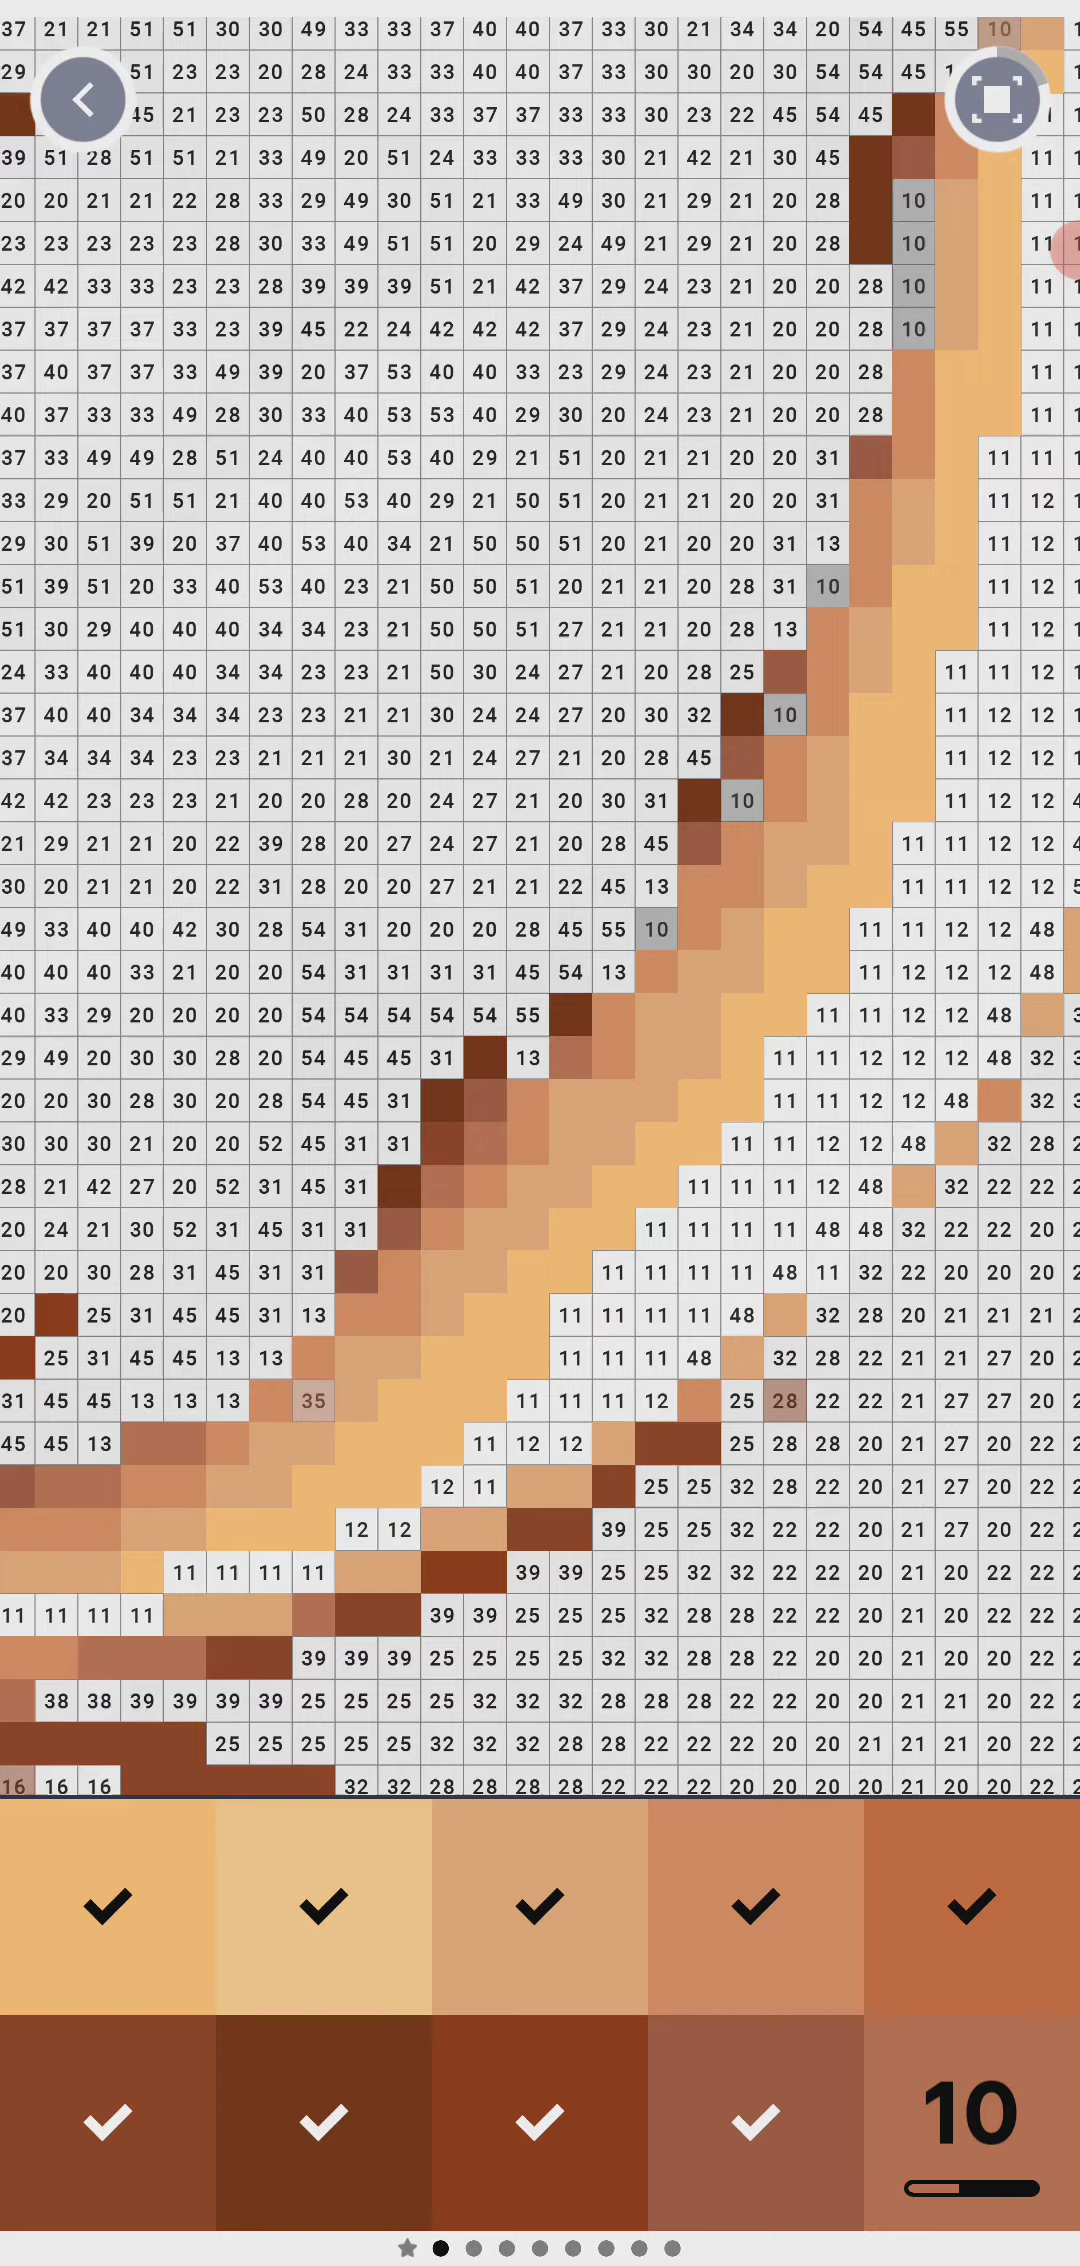 37 21 21 51 51 30 30 49 33 33 37 40 40 37 33 30 21 34 34 20 54 45 55 10
29 51 23 23 20 28 24 33 33 40 40 37 33 30 30 20 30 54 54 45
45 21 23 23 50 28 24 33 37 37 33 33 30 23 22 45 54 45
39 51 28 51 51 21 33 49 20 51 24 33 33 33 30 21 42 21 30 45 11
20 20 21 21 22 28 33 29 49 30 51 21 33 49 30 21 29 21 20 28 10 11
23 23 23 23 23 28 30 33 49 51 51 20 29 24 49 21 29 21 20 28 10 11
42 42 33 33 23 23 28 39 39 39 51 21 42 37 29 24 23 21 20 20 28 10 11
37 37 37 37 33 23 39 45 22 24 42 42 42 37 29 24 23 21 20 20 28 10 11
37 40 37 37 33 49 39 20 37 53 40 40 33 23 29 24 23 21 20 20 28 11
40 37 33 33 49 28 30 33 40 53 53 40 29 30 20 24 23 21 20 20 28 11
37 33 49 49 28 51 24 40 40 53 40 29 21 51 20 21 21 20 20 31 11 11
33 29 20 51 51 21 40 40 53 40 29 21 50 51 20 21 21 20 20 31 11 12
29 30 51 39 20 37 40 53 40 34 21 50 50 51 20 21 20 20 31 13 11 12
51 39 51 20 33 40 53 40 23 21 50 50 51 20 21 21 20 28 31 10 11 12
51 30 29 40 40 40 34 34 23 21 50 50 51 27 21 21 20 28 13 11 12
24 33 40 40 40 34 34 23 23 21 50 30 24 27 21 20 28 25 11 11 12
37 40 40 34 34 34 23 23 21 21 30 24 24 27 20 30 32 10 11 12 12
37 34 34 34 23 23 21 21 21 30 21 24 27 21 20 28 45 11 12 12
42 42 23 23 23 21 20 20 28 20 24 27 21 20 30 31 10 11 12 12
21 29 21 21 20 22 39 28 20 27 24 27 21 20 28 45 11 11 12 12
30 20 21 21 20 22 31 28 20 20 27 21 21 22 45 13 11 11 12 12
49 33 40 40 42 30 28 54 31 20 20 20 28 45 55 10 11 11 12 12 48
40 40 40 33 21 20 20 54 31 31 31 31 45 54 13 11 12 12 12 48
40 33 29 20 20 20 20 54 54 54 54 54 55 11 11 12 12 48
29 49 20 30 30 28 20 54 45 45 31 13 11 11 12 12 12 48 32
20 20 30 28 30 20 28 54 45 31 11 11 12 12 48 32
30 30 30 21 20 20 52 45 31 31 11 11 12 12 48 32 28
28 21 42 27 20 52 31 45 31 11 11 11 12 48 32 22 22
20 24 21 30 52 31 45 31 31 11 11 11 11 48 48 32 22 22 20
20 20 30 28 31 45 31 31 11 11 11 11 48 11 32 22 20 20 20
20 25 31 45 45 31 13 11 11 11 11 48 32 28 20 21 21 21
25 31 45 45 13 13 11 11 11 48 32 28 22 21 21 27 20
31 45 45 13 13 13 35 11 11 11 12 25 28 22 22 21 27 27 20
45 45 13 11 12 12 25 28 28 20 21 27 20 22
12 11 25 25 32 28 22 20 21 27 20 22
12 12 39 25 25 32 22 22 20 21 27 20 22
11 11 11 11 39 39 25 25 32 32 22 22 20 21 20 20 22
11 11 11 11 39 39 25 25 25 32 28 28 22 22 20 21 20 22 22
39 39 39 25 25 25 25 32 32 28 28 22 20 20 21 20 20 22
38 38 39 39 39 39 25 25 25 25 32 32 32 28 28 28 22 22 20 20 21 21 20 22
25 25 25 25 25 32 32 32 28 28 22 22 22 20 20 21 21 21 20 22
16 16 16 32 32 28 28 28 28 22 22 22 20 20 20 20 21 20 20 22
10